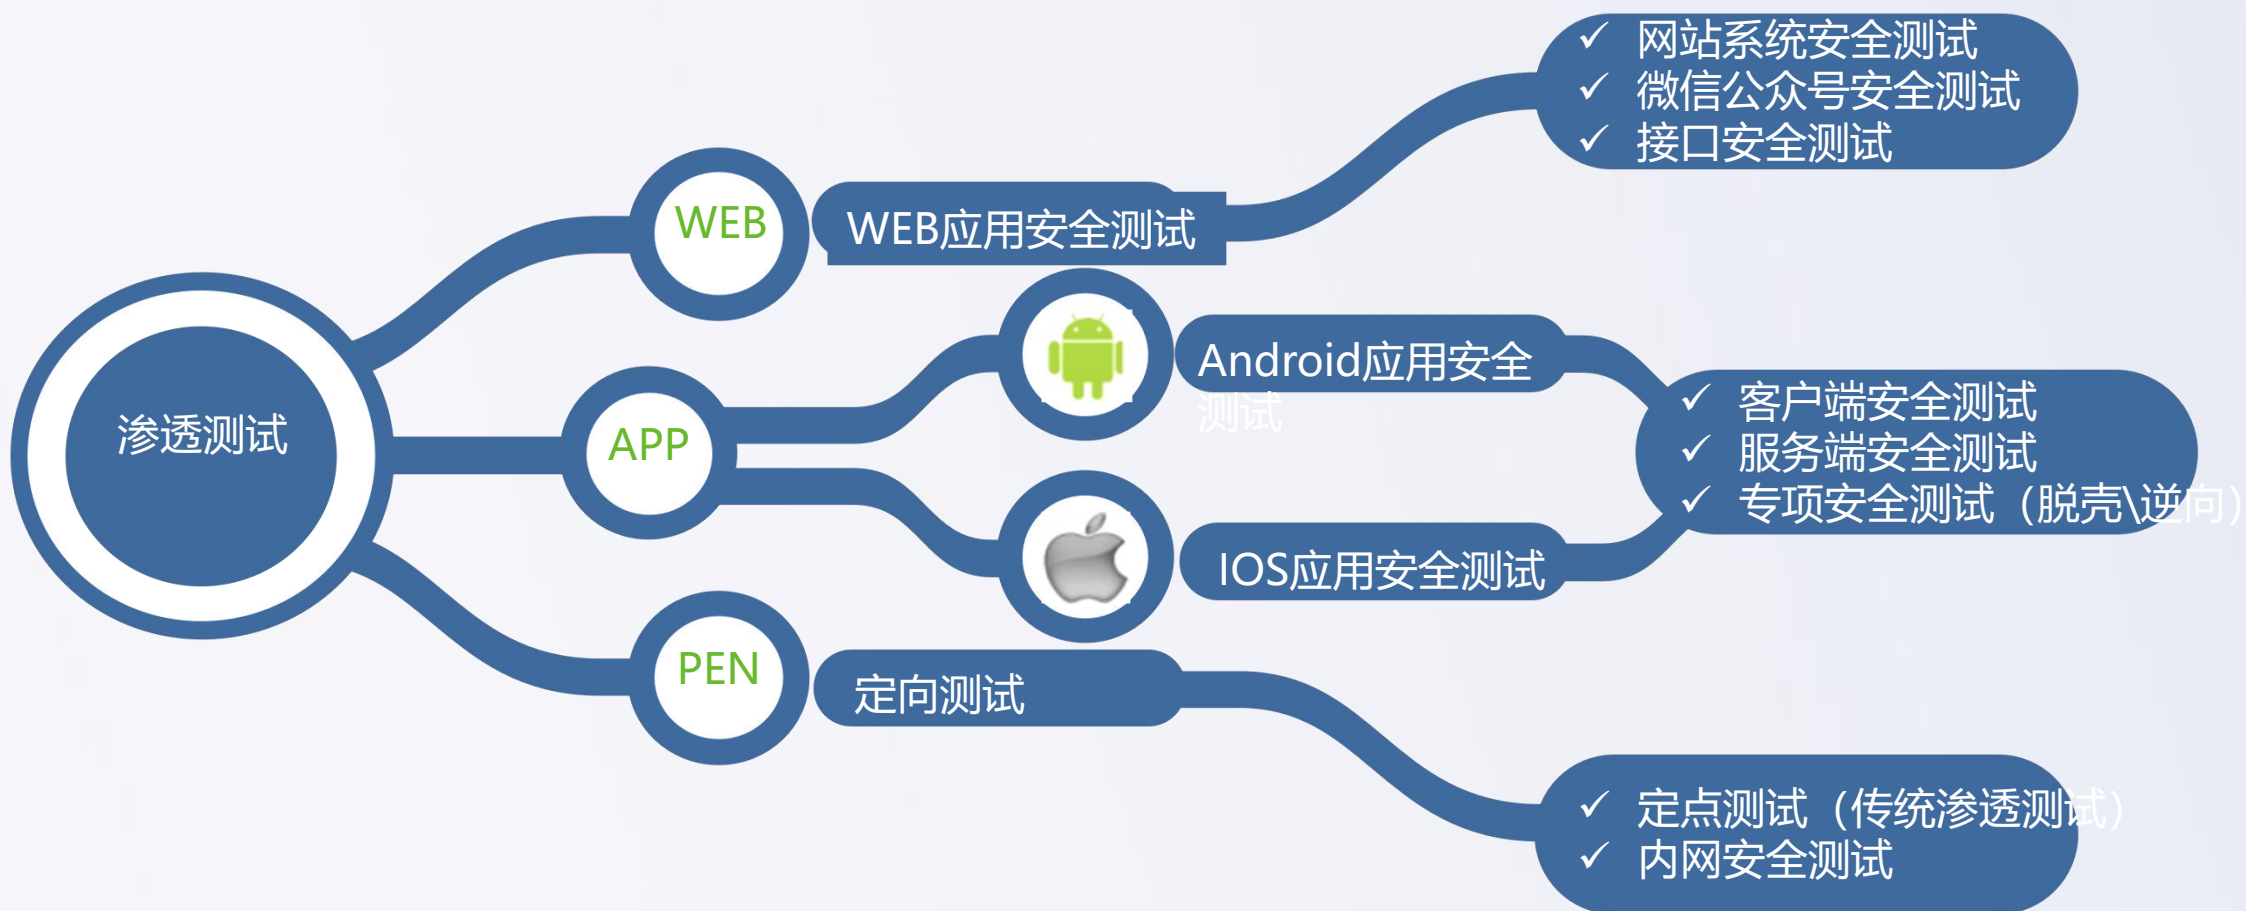 网站系统安全测试
微信公众号安全测试
接口安全测试
WEB
WEB应用安全测试
Android应用安全
测试
客户端安全测试
服务端安全测试
专项安全测试（脱壳\逆向）
渗透测试
APP
IOS应用安全测试
PEN
定向测试
定点测试（传统渗透测试）
内网安全测试